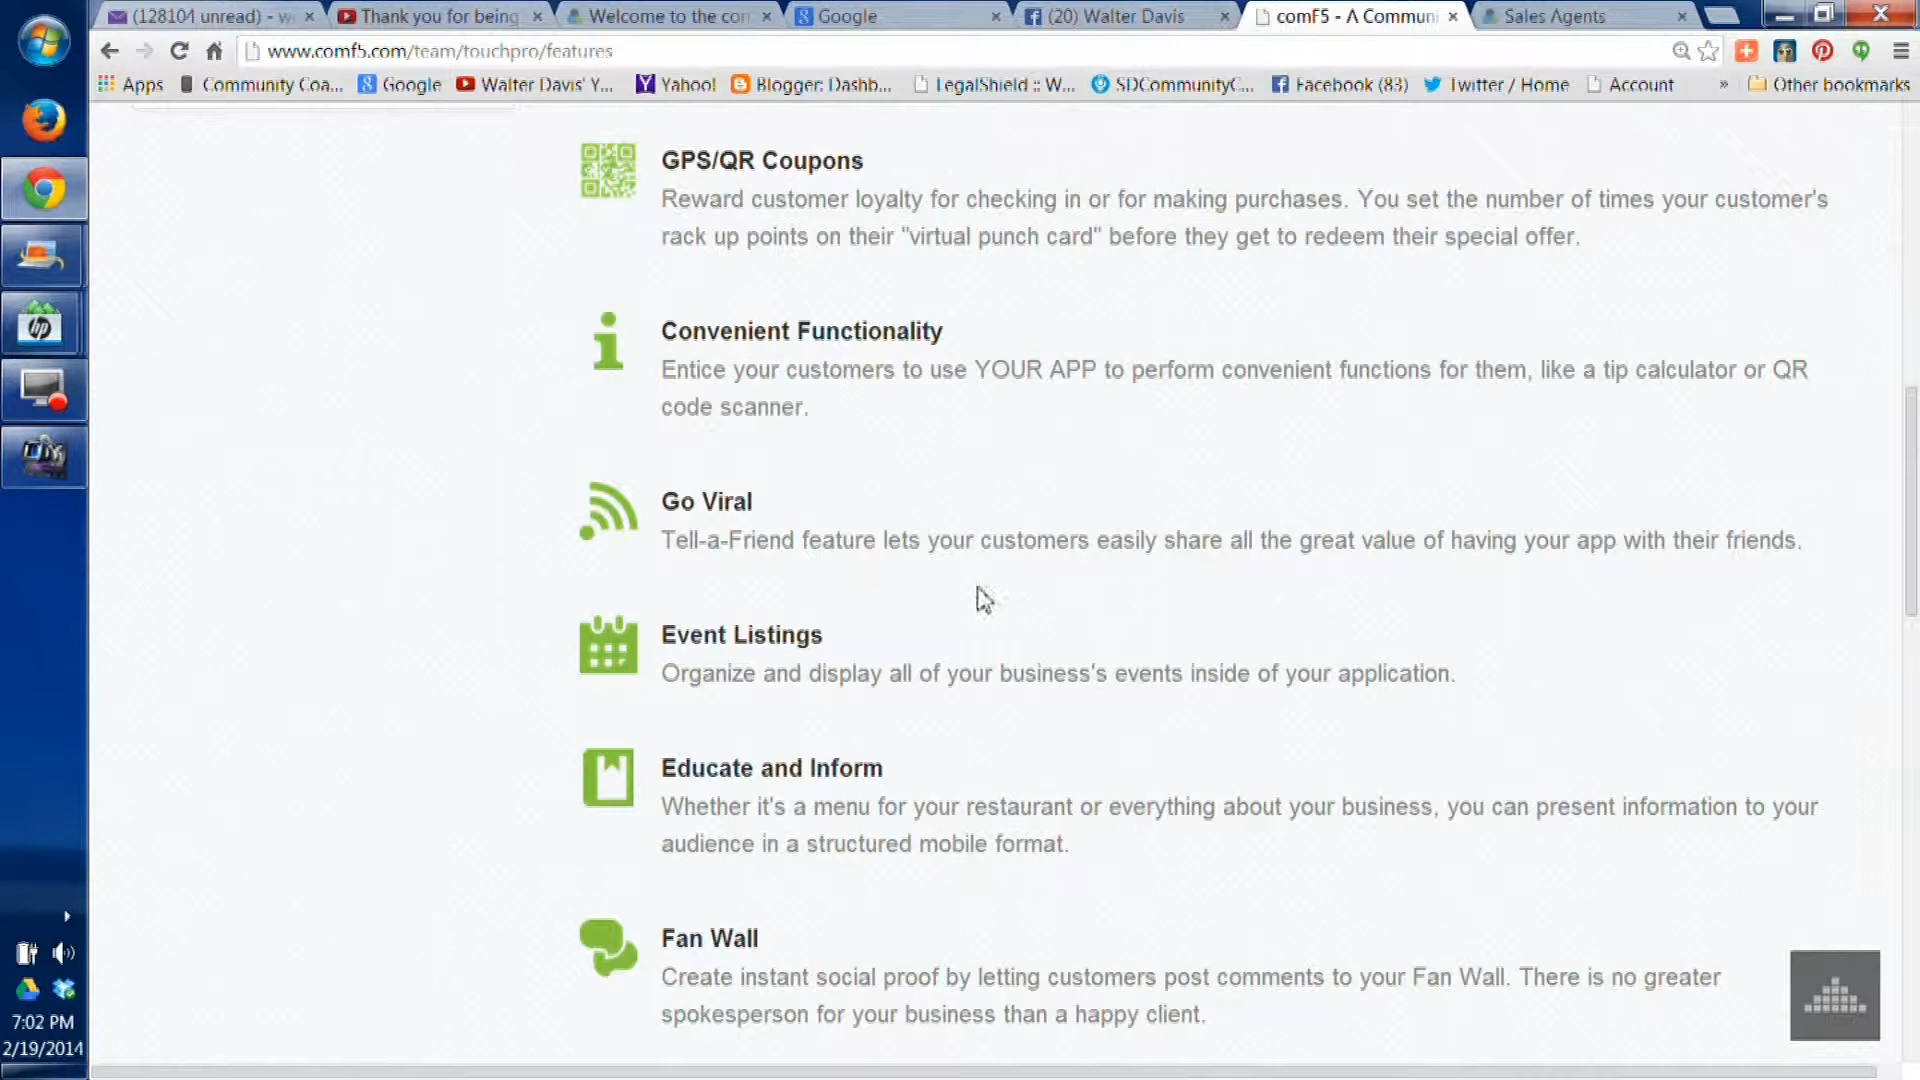 (128104 unread) - w
Thank you for being
Welcome to the con
Google
(20) Walter Davis
comF5 - A Communi
Sales Agents
www.comf5.com/team/touchpro/features
Apps
Community Coa...
Google
Walter Davis' Y...
Yahoo!
Blogger: Dashb...
LegalShield :: W...
SDCommunityC...
Facebook (83)
Twitter / Home
Account
»
Other bookmarks
GPS/QR Coupons
Reward customer loyalty for checking in or for making purchases. You set the number of times your customer's
rack up points on their "virtual punch card" before they get to redeem their special offer.
Convenient Functionality
Entice your customers to use YOUR APP to perform convenient functions for them, like a tip calculator or QR
code scanner.
Go Viral
Tell-a-Friend feature lets your customers easily share all the great value of having your app with their friends.
Event Listings
Organize and display all of your business's events inside of your application.
Educate and Inform
Whether it's a menu for your restaurant or everything about your business, you can present information to your
audience in a structured mobile format.
Fan Wall
Create instant social proof by letting customers post comments to your Fan Wall. There is no greater
spokesperson for your business than a happy client.
hp
7:02 PM
2/19/2014